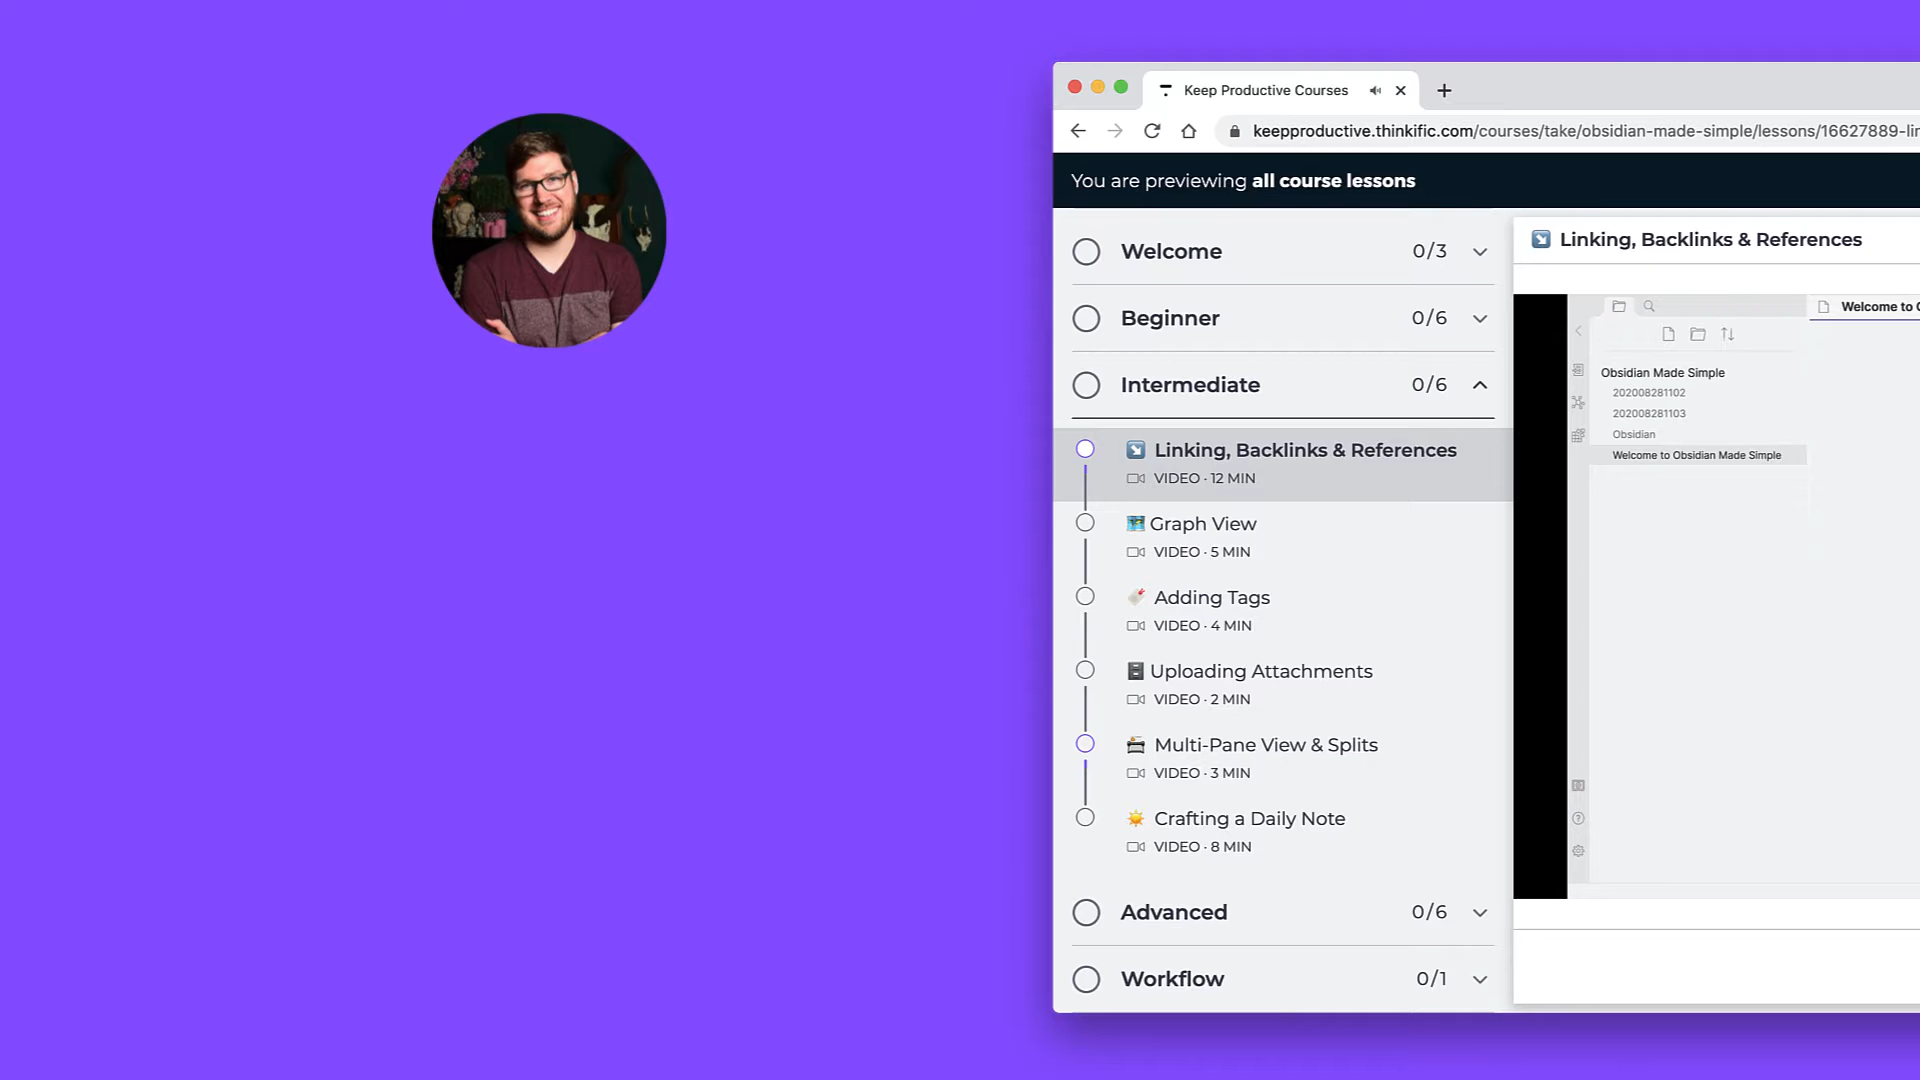 Keep Productive Courses
keepproductive.thinkific.com/courses/take/obsidian-made-simple/lessons/16627889-li
You are previewing all course lessons
Welcome 0/3
Beginner 0/6
Intermediate 0/6
Linking, Backlinks & References
VIDEO · 12 MIN
Graph View
VIDEO · 5 MIN
Adding Tags
VIDEO · 4 MIN
Uploading Attachments
VIDEO · 2 MIN
Multi-Pane View & Splits
VIDEO · 3 MIN
Crafting a Daily Note
VIDEO · 8 MIN
Advanced 0/6
Workflow 0/1
Linking, Backlinks & References
Welcome to
Obsidian Made Simple
202008281102
202008281103
Obsidian
Welcome to Obsidian Made Simple